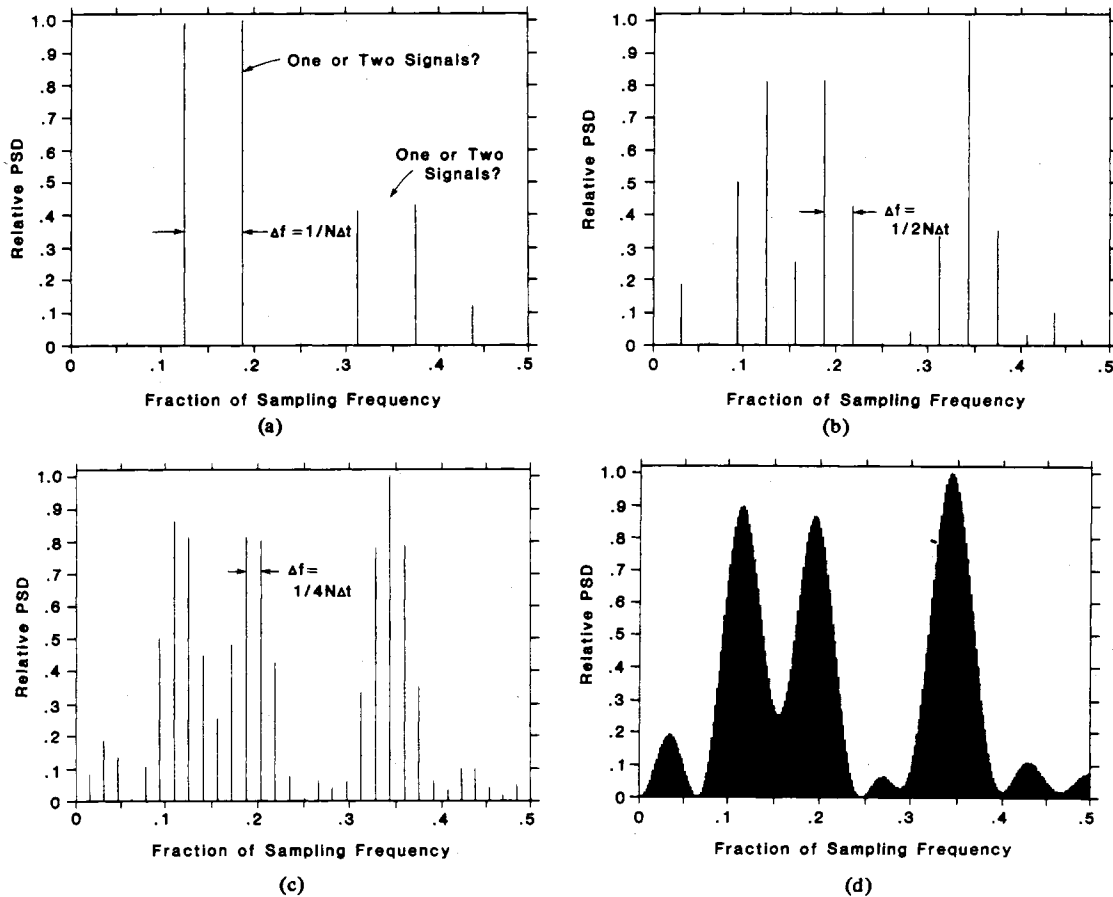 1.0
.9
.8
.7
.6
.5
.4
.3
.2
.1
0
Relative PSD
One or Two Signals?
One or Two
Signals?
Δf = 1/NΔt
0 .1 .2 .3 .4 .5
Fraction of Sampling Frequency
(a)
1.0
.9
.8
.7
.6
.5
.4
.3
.2
.1
0
Relative PSD
Δf =
1/2NΔt
0 .1 .2 .3 .4 .5
Fraction of Sampling Frequency
(b)
1.0
.9
.8
.7
.6
.5
.4
.3
.2
.1
0
Relative PSD
Δf =
1/4NΔt
0 .1 .2 .3 .4 .5
Fraction of Sampling Frequency
(c)
1.0
.9
.8
.7
.6
.5
.4
.3
.2
.1
0
Relative PSD
0 .1 .2 .3 .4 .5
Fraction of Sampling Frequency
(d)